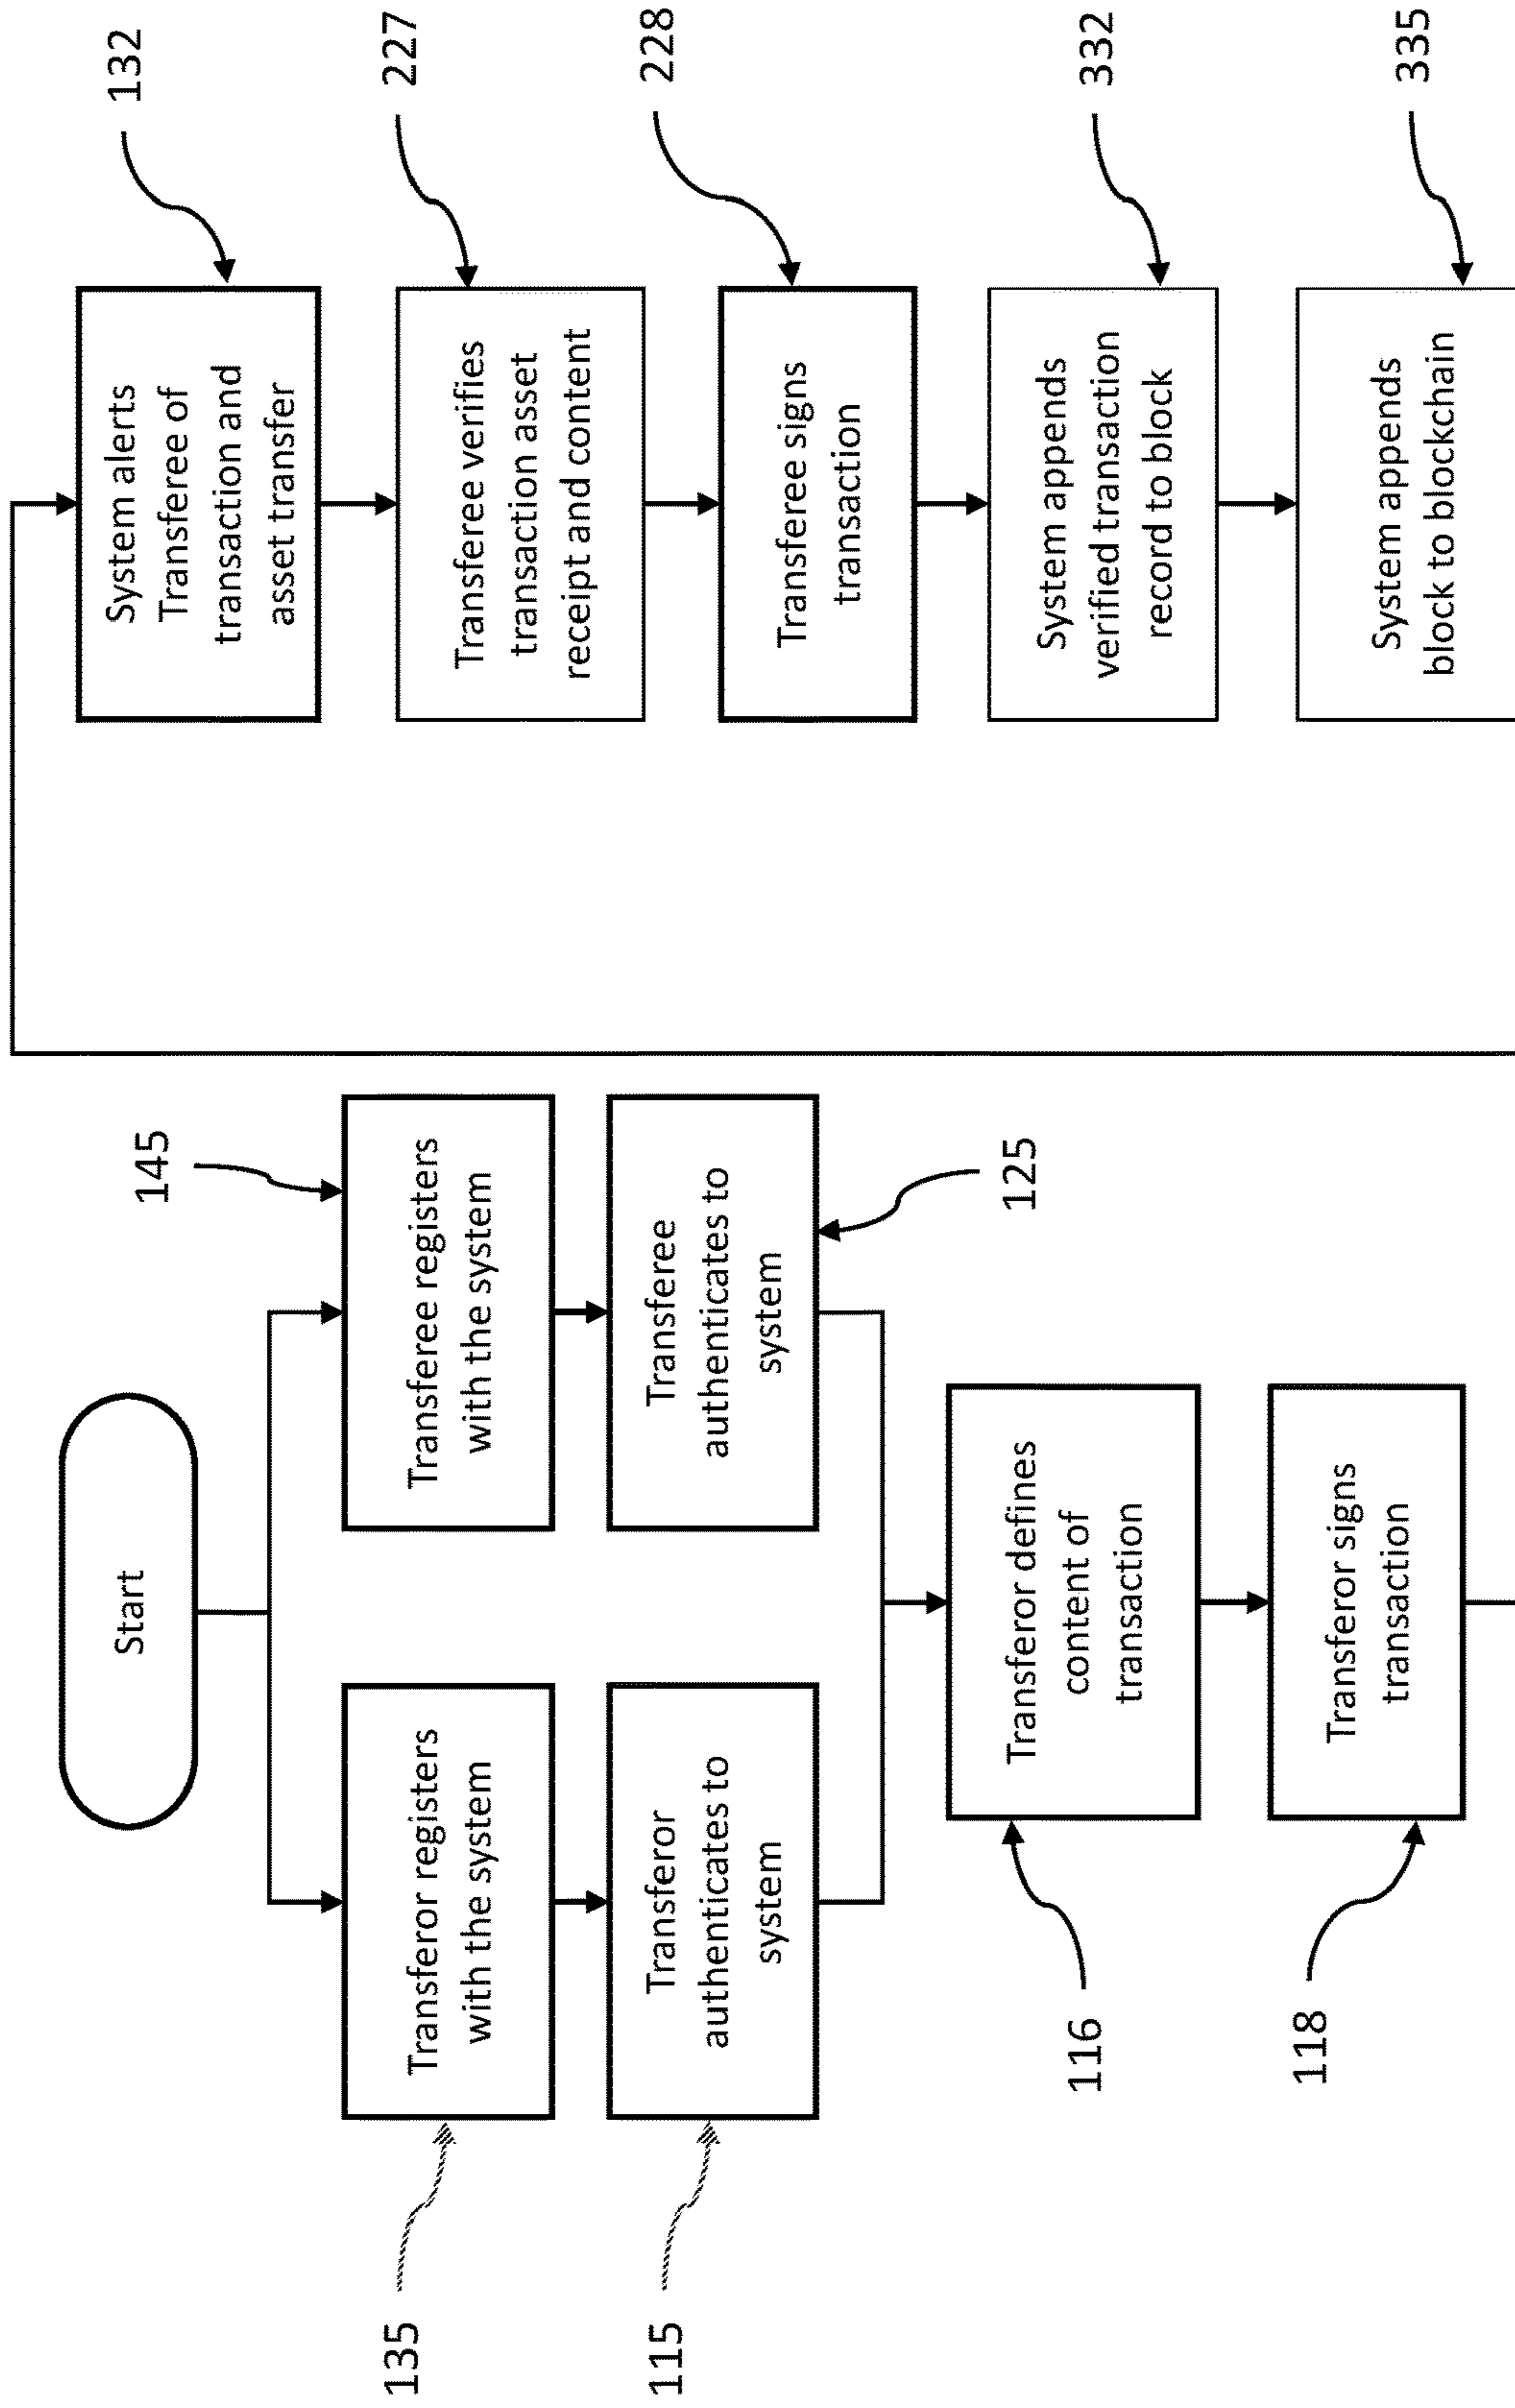 Start
135
Transferor registers
with the system
145
Transferee registers
with the system
115
Transferor
authenticates to
system
125
Transferee
authenticates to
system
116
Transferor defines
content of
transaction
118
Transferor signs
transaction
132
System alerts
Transferee of
transaction and
asset transfer
227
Transferee verifies
transaction asset
receipt and content
228
Transferee signs
transaction
332
System appends
verified transaction
record to block
335
System appends
block to blockchain